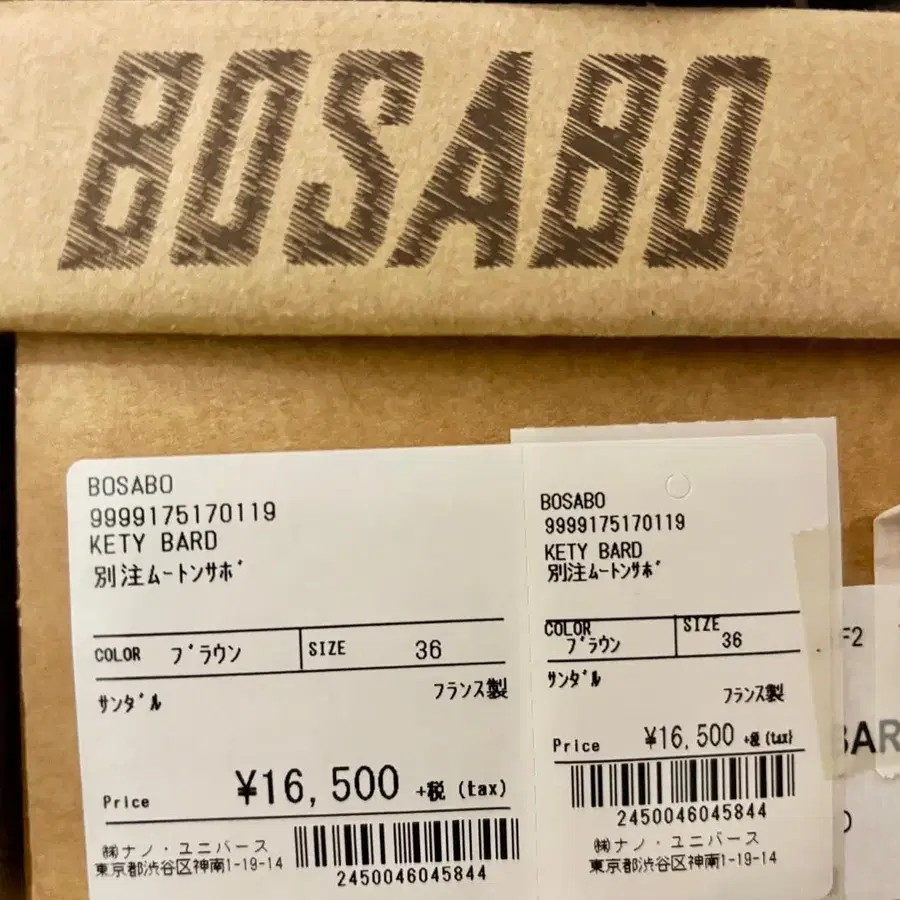 BOSABO
BOSABO
9999175170119
KETY BARD
別注ﾑｰﾄﾝｻﾎﾞ
COLOR ﾌﾞﾗｳﾝ SIZE 36
ｻﾝﾀﾞﾙ
フランス製
Price ¥16,500 +税 (tax)
㈱ナノ・ユニバース
東京都渋谷区神南1-19-14
2450046045844
BOSABO
9999175170119
KETY BARD
別注ﾑｰﾄﾝｻﾎﾞ
COLOR ﾌﾞﾗｳﾝ SIZE 36
ｻﾝﾀﾞﾙ
フランス製
Price ¥16,500 +税 (tax)
2450046045844
㈱ナノ・ユニバース
東京都渋谷区神南1-19-14
F2